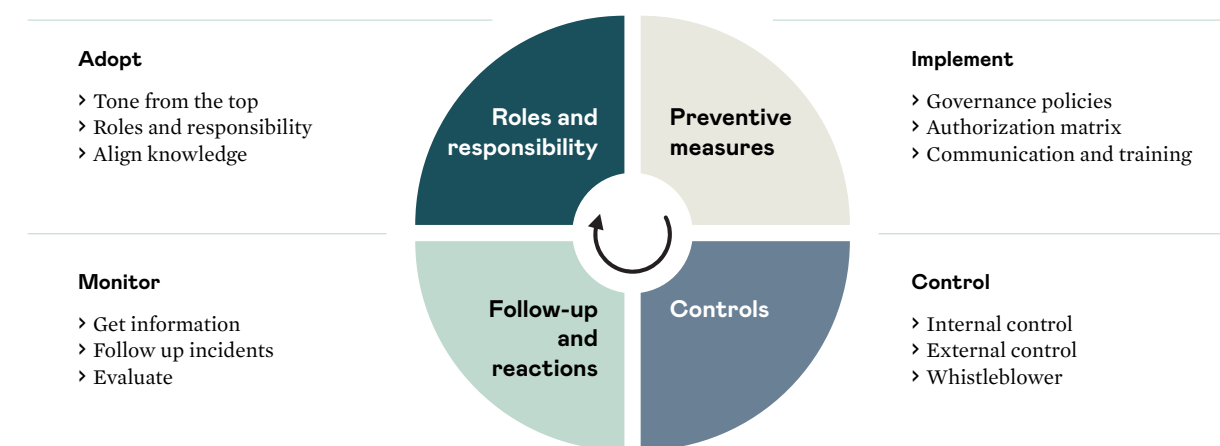 Adopt
› Tone from the top
› Roles and responsibility
› Align knowledge
Roles and
responsibility
Preventive
measures
Implement
› Governance policies
› Authorization matrix
› Communication and training
Monitor
› Get information
› Follow up incidents
› Evaluate
Follow-up
and
reactions
Controls
Control
› Internal control
› External control
› Whistleblower